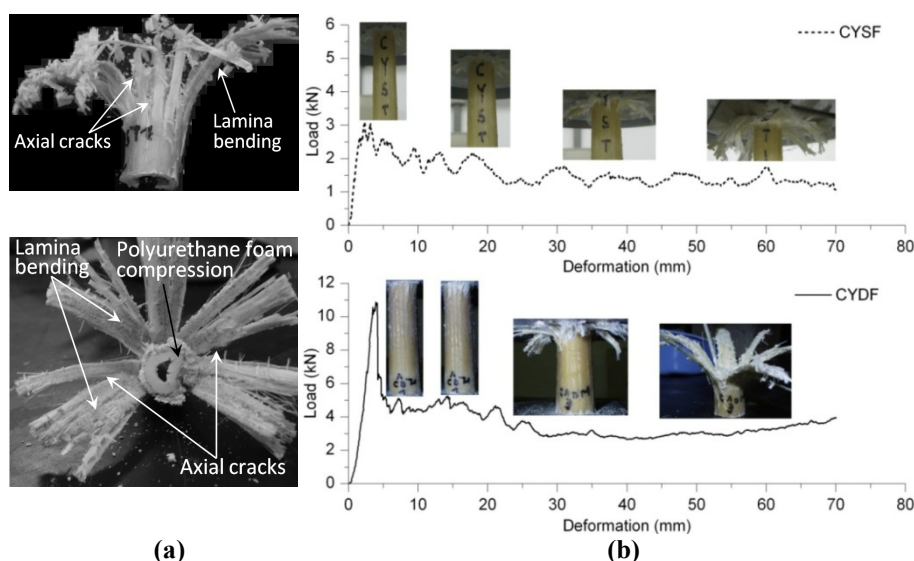 Axial cracks
Lamina
bending
Lamina
bending
Polyurethane foam
compression
Axial cracks
(a)
6
5
4
3
2
1
0
Load (kN)
CYSF
C
Y
S
T
C
Y
S
T
S
T
T
0 10 20 30 40 50 60 70 80
Deformation (mm)
12
10
8
6
4
2
0
Load (kN)
CYDF
0 10 20 30 40 50 60 70 80
Deformation (mm)
(b)